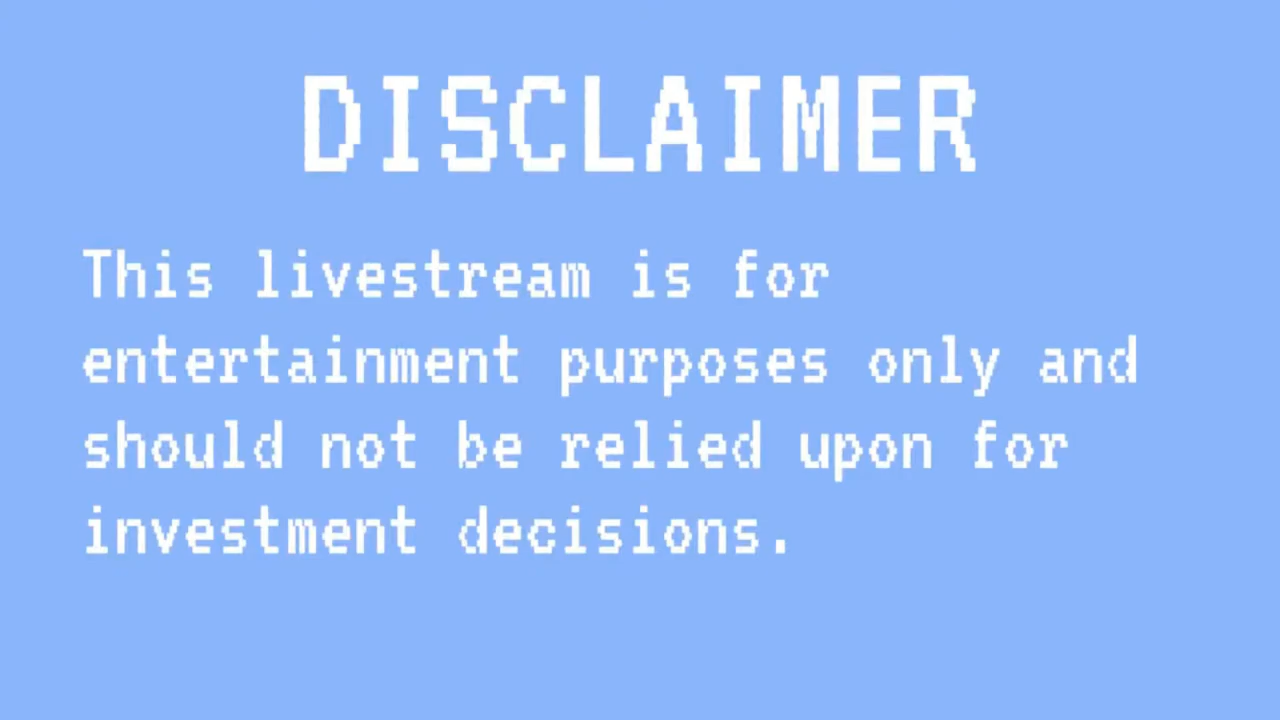 DISCLAIMER
This livestream is for
entertainment purposes only and
should not be relied upon for
investment decisions.